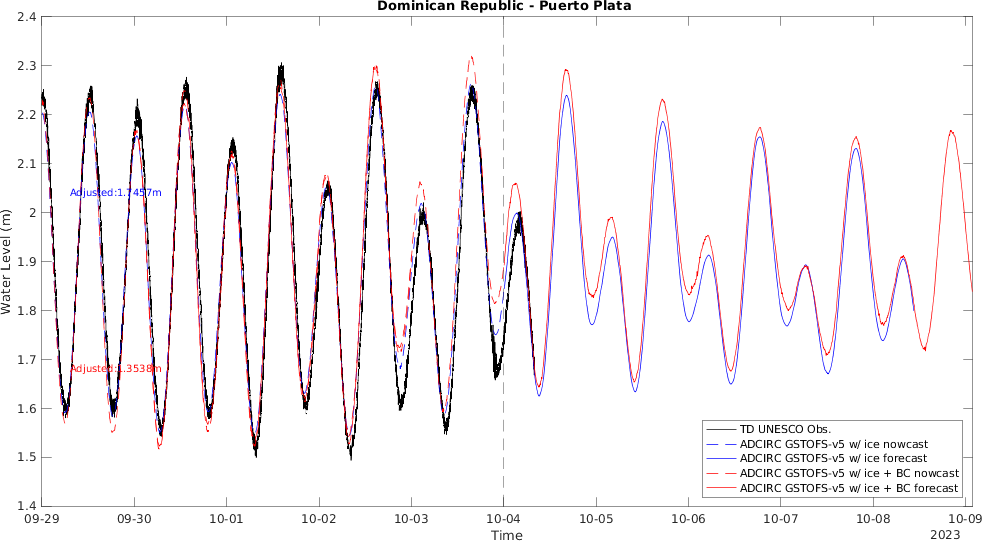 Dominican Republic - Puerto Plata
2.4
2.3
2.2
2.1
2
1.9
1.8
1.7
1.6
1.5
1.4
Water Level (m)
Adjusted:1.7457m
Adjusted:1.3538m
TD UNESCO Obs.
ADCIRC GSTOFS-v5 w/ ice nowcast
ADCIRC GSTOFS-v5 w/ ice forecast
ADCIRC GSTOFS-v5 w/ ice + BC nowcast
ADCIRC GSTOFS-v5 w/ ice + BC forecast
09-29 09-30 10-01 10-02 10-03 10-04 10-05 10-06 10-07 10-08 10-09
Time
2023